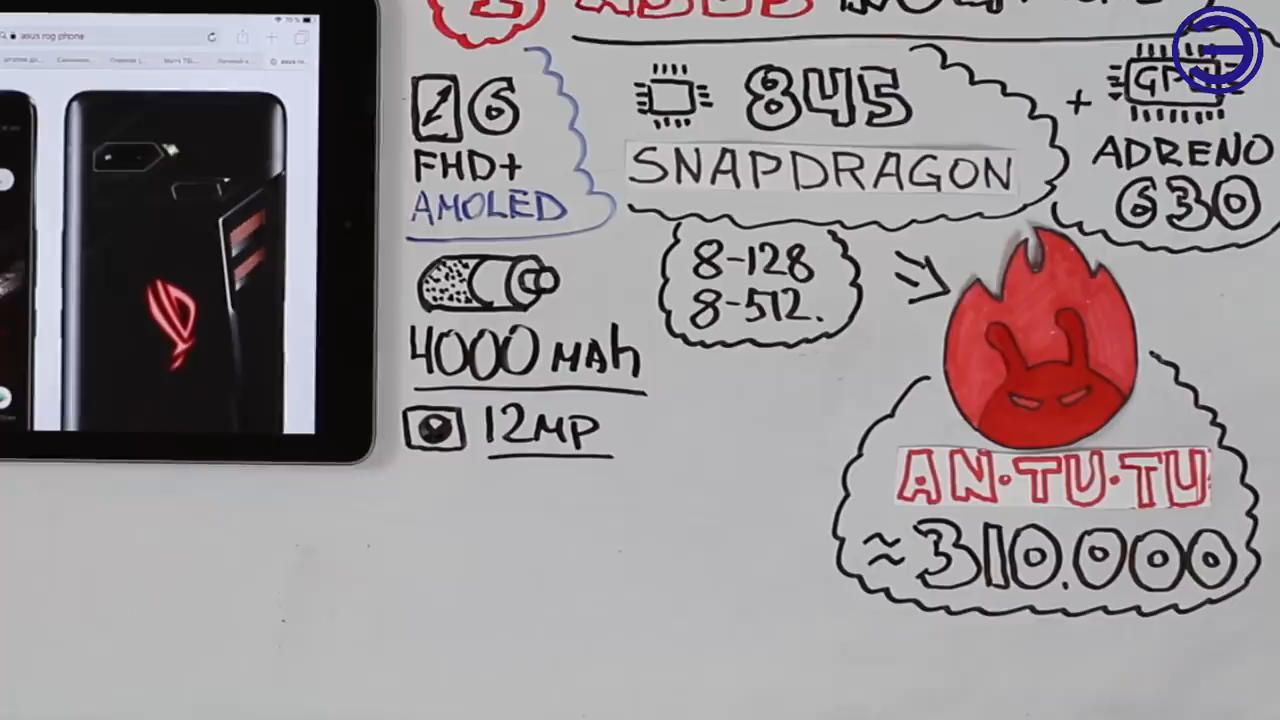 asus rog phone
6
FHD+
AMOLED
4000 MAh
12MP
845
SNAPDRAGON
8-128
8-512.
+
GPU
ADRENO
630
AN·TU·TU
≈310.000